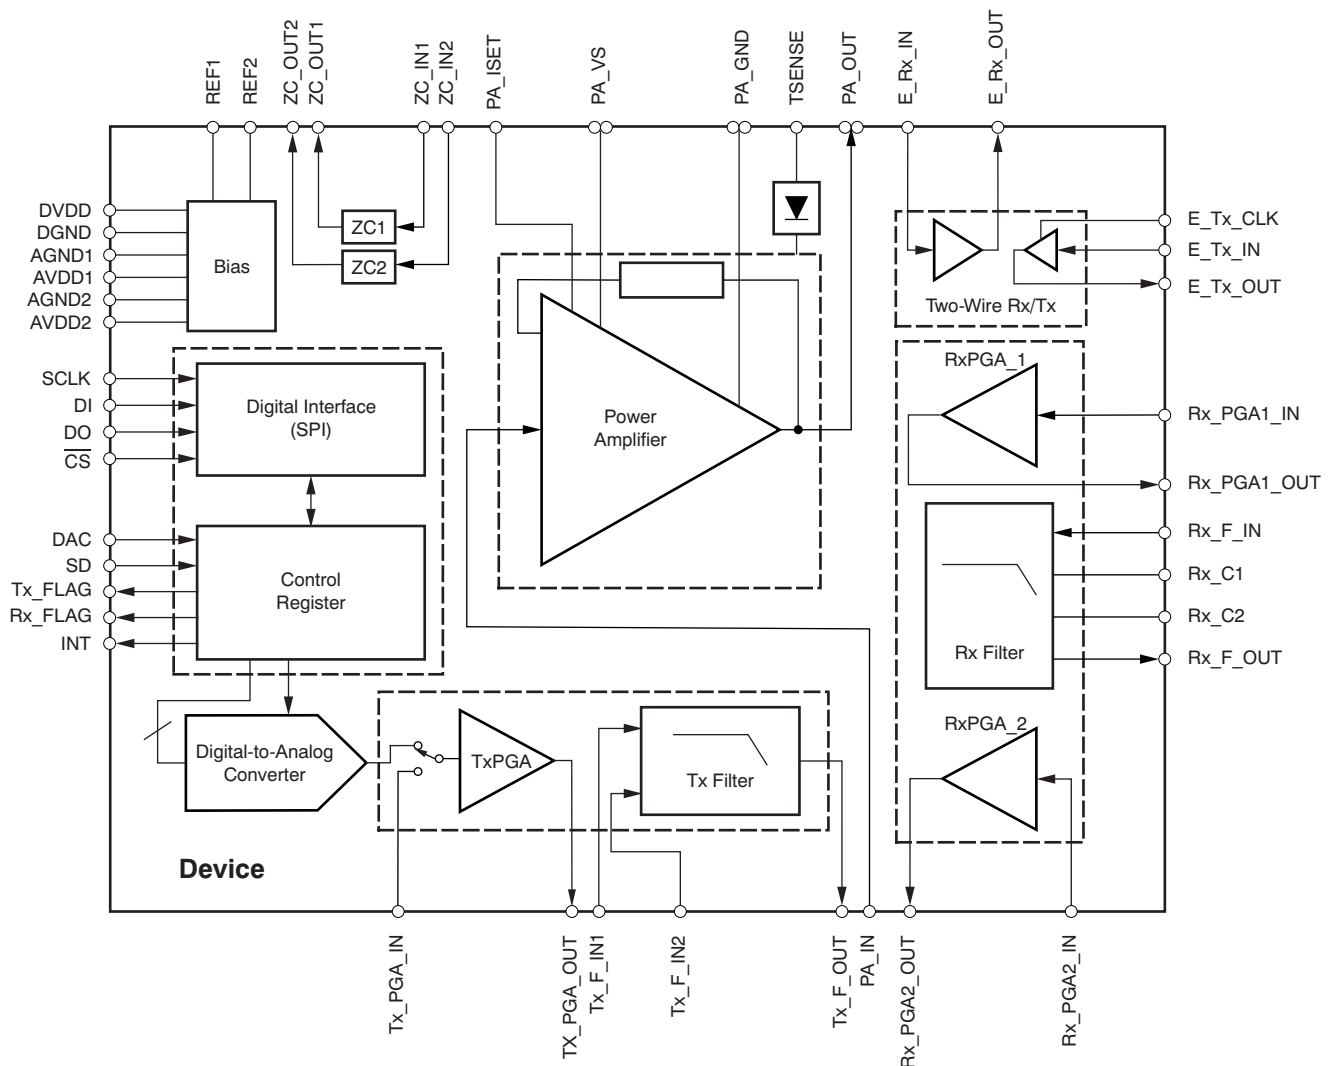 REF1
REF2
ZC_OUT2
ZC_OUT1
ZC_IN1
ZC_IN2
PA_ISET
PA_VS
PA_GND
TSENSE
PA_OUT
E_Rx_IN
E_Rx_OUT
DVDD
DGND
AGND1
AVDD1
AGND2
AVDD2
Bias
ZC1
ZC2
E_Tx_CLK
E_Tx_IN
E_Tx_OUT
Two-Wire Rx/Tx
SCLK
DI
DO
CS
Digital Interface
(SPI)
Power
Amplifier
RxPGA_1
Rx_PGA1_IN
Rx_PGA1_OUT
DAC
SD
Tx_FLAG
Rx_FLAG
INT
Control
Register
Rx_F_IN
Rx_C1
Rx_C2
Rx_F_OUT
Rx Filter
Digital-to-Analog
Converter
TxPGA
Tx Filter
RxPGA_2
Device
Tx_PGA_IN
TX_PGA_OUT
Tx_F_IN1
Tx_F_IN2
Tx_F_OUT
PA_IN
Rx_PGA2_OUT
Rx_PGA2_IN